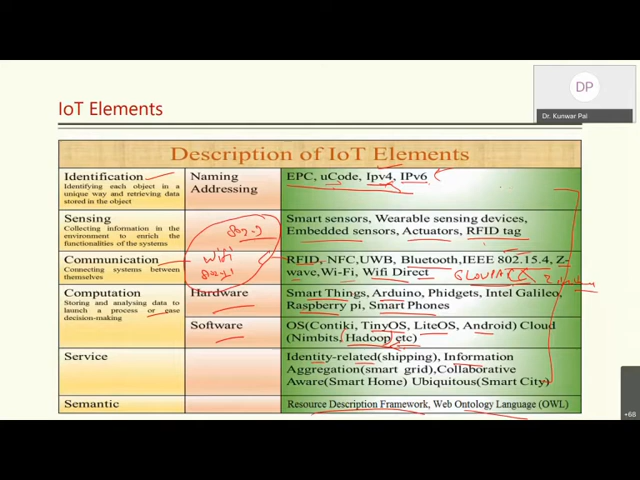 DP
Dr. Kunwar Pal
IoT Elements
Description of IoT Elements
Identification
Identifying each object in a
unique way and retrieving data
stored in the object
Naming
Addressing
EPC, uCode, Ipv4, IPv6
Sensing
Collecting information in the
environment to enrich the
functionalities of the systems
Smart sensors, Wearable sensing devices,
Embedded sensors, Actuators, RFID tag
Communication
Connecting systems between
themselves
Wifi
RFID, NFC,UWB, Bluetooth,IEEE 802.15.4, Z-
wave,Wi-Fi, Wifi Direct
Computation
Storing and analysing data to
launch a process or ease
decision-making
Hardware
Smart Things, Arduino, Phidgets, Intel Galileo,
Raspberry pi, Smart Phones
Software
OS(Contiki, TinyOS, LiteOS, Android) Cloud
(Nimbits, Hadoop etc)
Service
Identity-related(shipping), Information
Aggregation(smart grid),Collaborative
Aware(Smart Home) Ubiquitous(Smart City)
Semantic
Resource Description Framework, Web Ontology Language (OWL)
+68